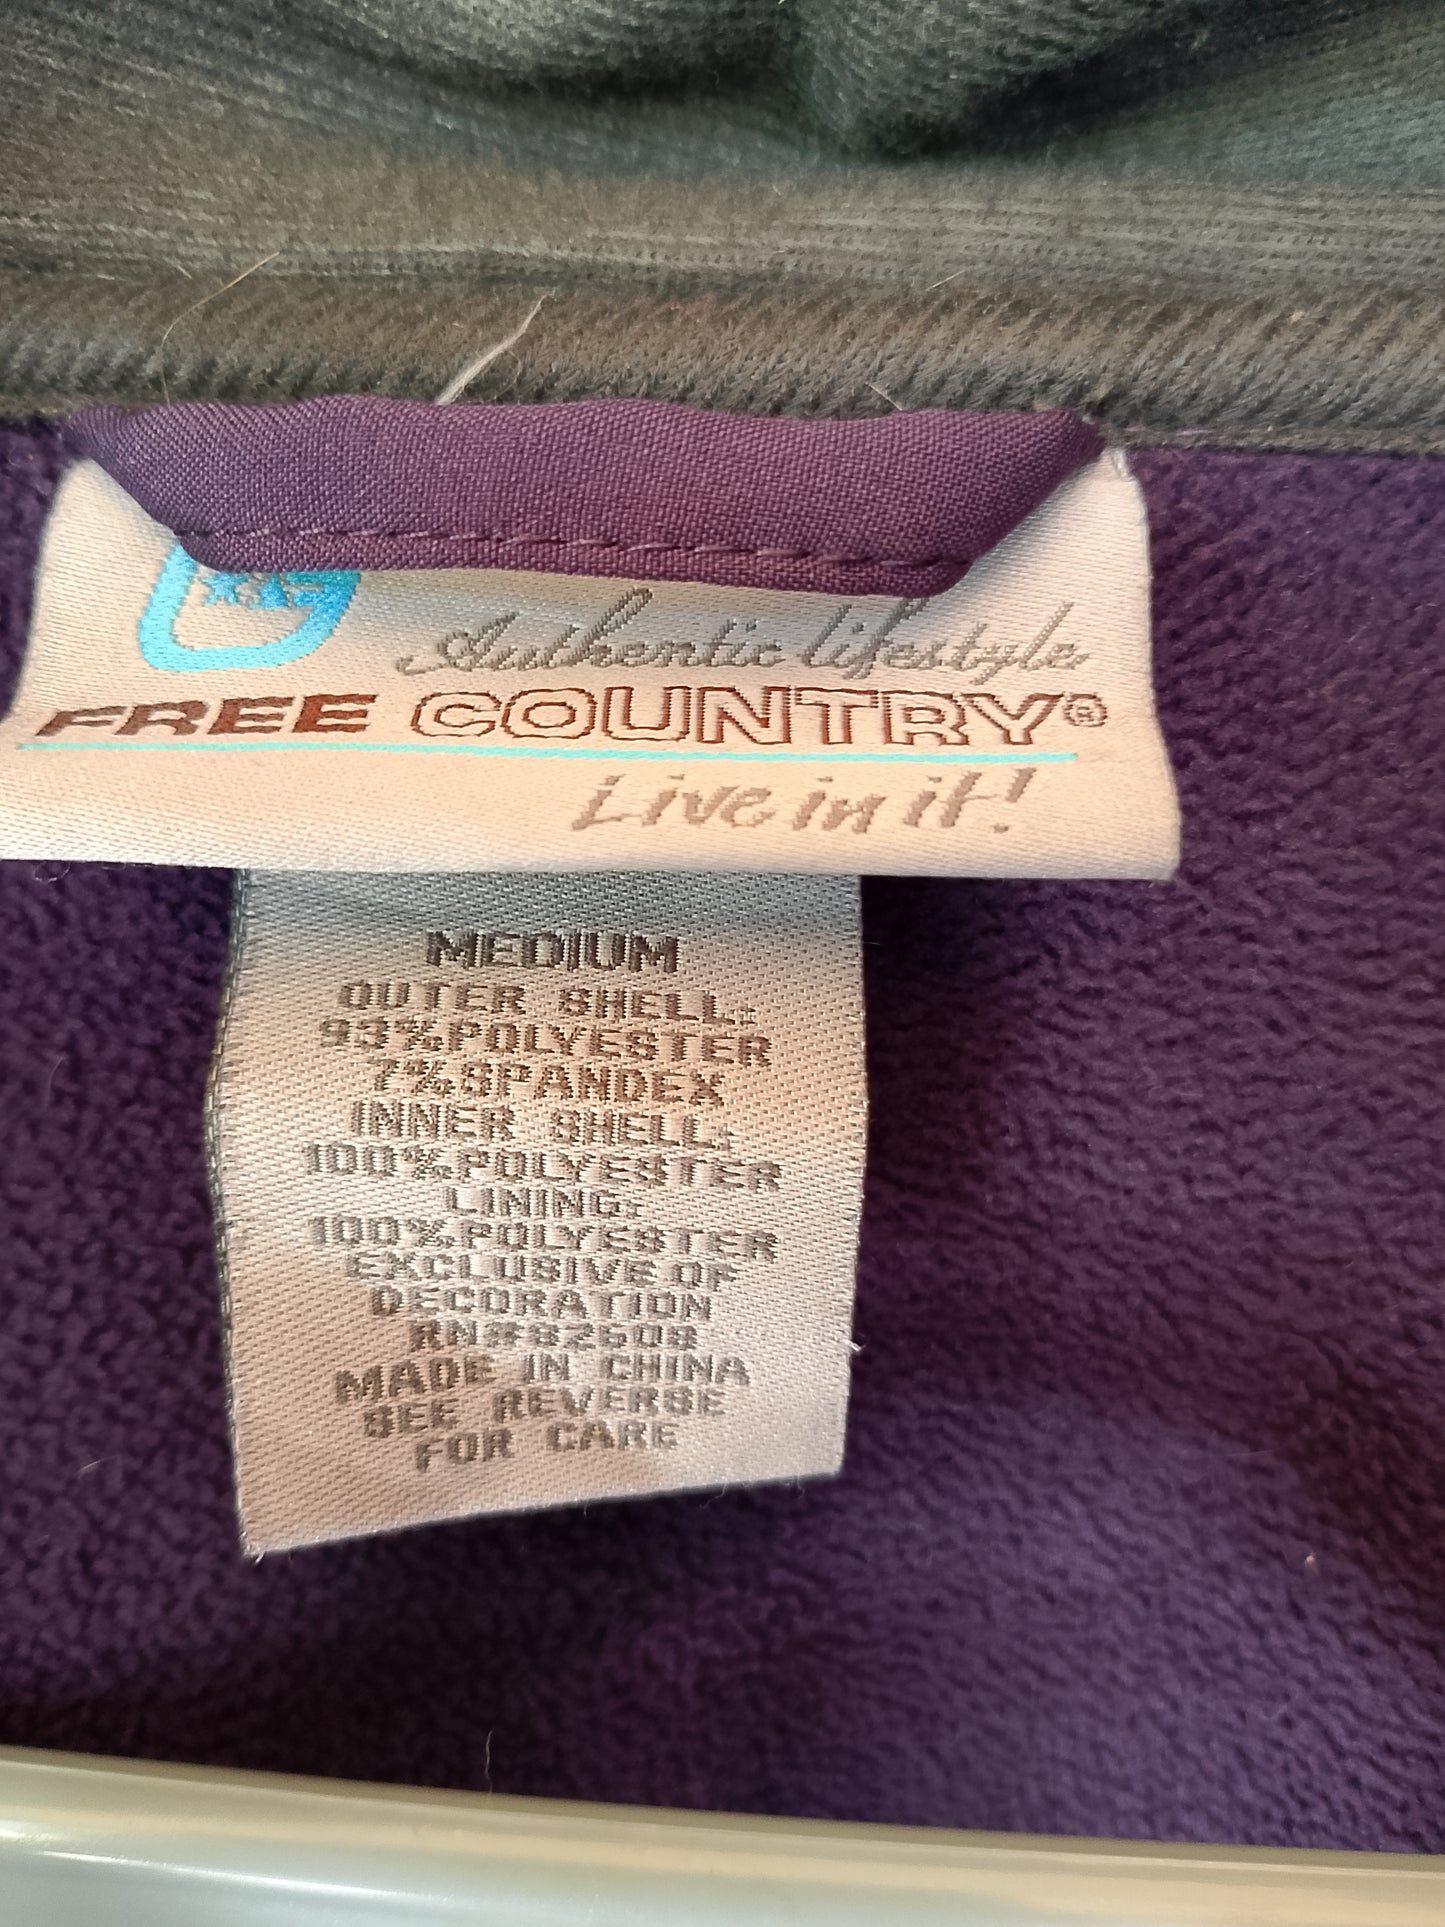 Authentic lifestyle
FREE COUNTRY®
Live in it!
MEDIUM
OUTER SHELL:
93%POLYESTER
7%SPANDEX
INNER SHELL:
100%POLYESTER
LINING:
100%POLYESTER
EXCLUSIVE OF
DECORATION
RN#82608
MADE IN CHINA
SEE REVERSE
FOR CARE